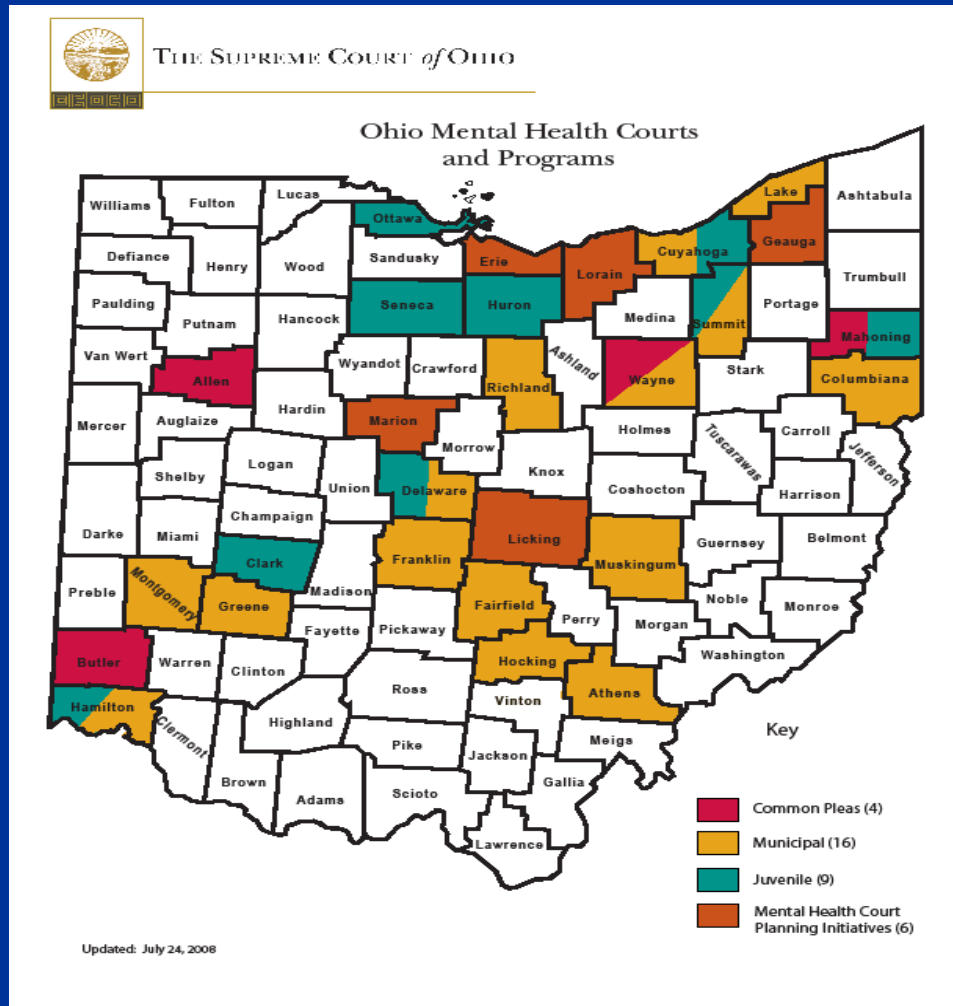 THE SUPREME COURT of OHIO
Ohio Mental Health Courts
and Programs
Williams
Fulton
Lucas
Ottawa
Lake
Ashtabula
Defiance
Henry
Wood
Sandusky
Erie
Lorain
Cuyahoga
Geauga
Trumbull
Paulding
Putnam
Hancock
Seneca
Huron
Medina
Summit
Portage
Mahoning
Van Wert
Allen
Wyandot
Crawford
Richland
Ashland
Wayne
Stark
Columbiana
Mercer
Auglaize
Hardin
Marion
Morrow
Holmes
Tuscarawas
Carroll
Jefferson
Shelby
Logan
Union
Delaware
Knox
Coshocton
Harrison
Darke
Miami
Champaign
Clark
Franklin
Licking
Muskingum
Guernsey
Belmont
Preble
Montgomery
Greene
Madison
Fairfield
Perry
Morgan
Noble
Monroe
Butler
Warren
Clinton
Fayette
Pickaway
Hocking
Athens
Washington
Hamilton
Clermont
Highland
Ross
Vinton
Meigs
Brown
Adams
Pike
Scioto
Jackson
Gallia
Lawrence
Key
Common Pleas (4)
Municipal (16)
Juvenile (9)
Mental Health Court
Planning Initiatives (6)
Updated: July 24, 2008